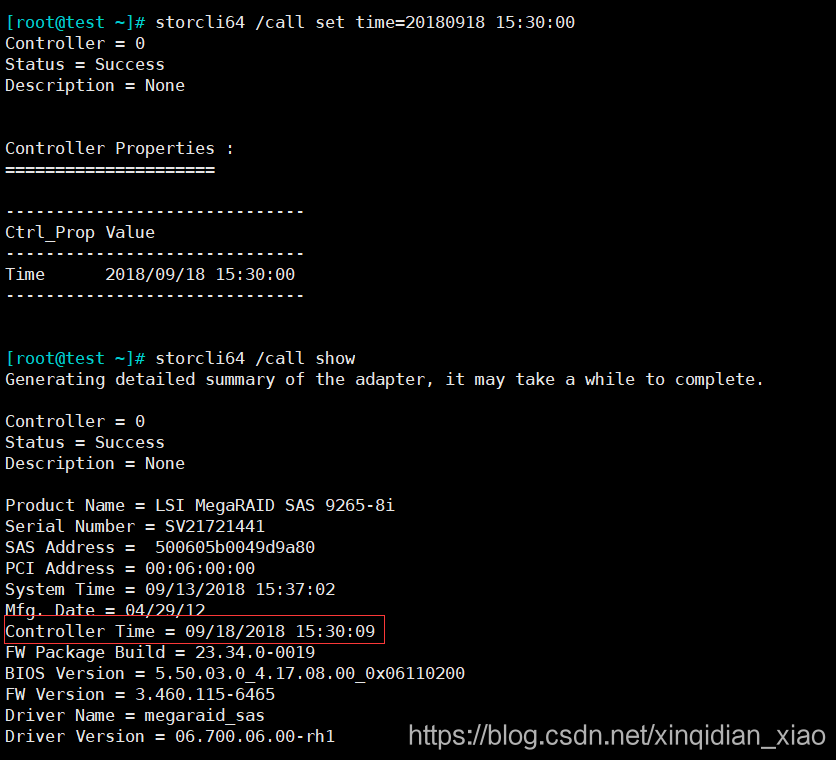 [root@test ~]# storcli64 /call set time=20180918 15:30:00
Controller = 0
Status = Success
Description = None
Controller Properties :
=====================
------------------------------
Ctrl_Prop Value
------------------------------
Time      2018/09/18 15:30:00
------------------------------
[root@test ~]# storcli64 /call show
Generating detailed summary of the adapter, it may take a while to complete.
Controller = 0
Status = Success
Description = None
Product Name = LSI MegaRAID SAS 9265-8i
Serial Number = SV21721441
SAS Address =  500605b0049d9a80
PCI Address = 00:06:00:00
System Time = 09/13/2018 15:37:02
Mfg. Date = 04/29/12
Controller Time = 09/18/2018 15:30:09
FW Package Build = 23.34.0-0019
BIOS Version = 5.50.03.0_4.17.08.00_0x06110200
FW Version = 3.460.115-6465
Driver Name = megaraid_sas
Driver Version = 06.700.06.00-rh1
https://blog.csdn.net/xinqidian_xiao